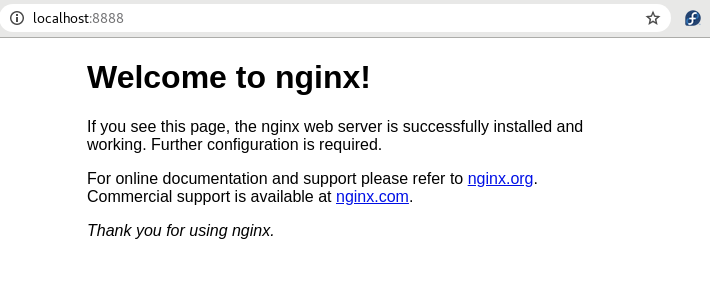 localhost:8888
Welcome to nginx!
If you see this page, the nginx web server is successfully installed and
working. Further configuration is required.
For online documentation and support please refer to nginx.org.
Commercial support is available at nginx.com.
Thank you for using nginx.